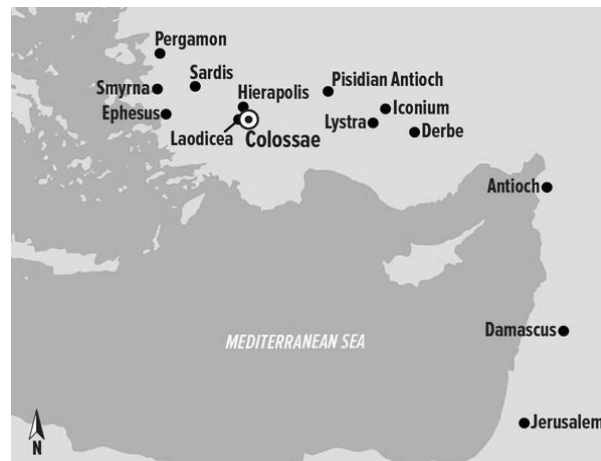 Pergamon
Sardis
Smyrna
Hierapolis
Pisidian Antioch
Ephesus
Iconium
Lystra
Laodicea
Colossae
Derbe
Antioch
Damascus
MEDITERRANEAN SEA
Jerusalem
N